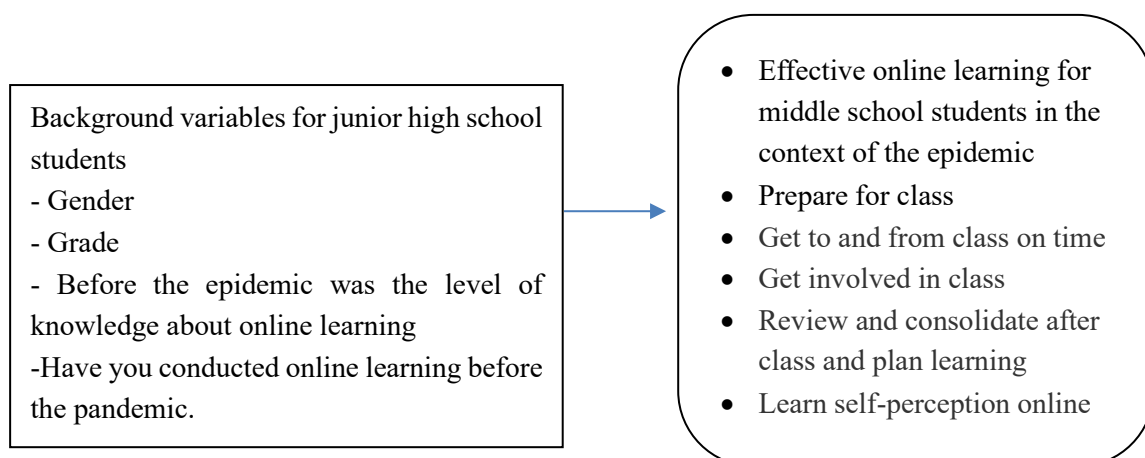 Background variables for junior high school
students
- Gender
- Grade
- Before the epidemic was the level of
knowledge about online learning
-Have you conducted online learning before
the pandemic.
• Effective online learning for
middle school students in the
context of the epidemic
• Prepare for class
• Get to and from class on time
• Get involved in class
• Review and consolidate after
class and plan learning
• Learn self-perception online